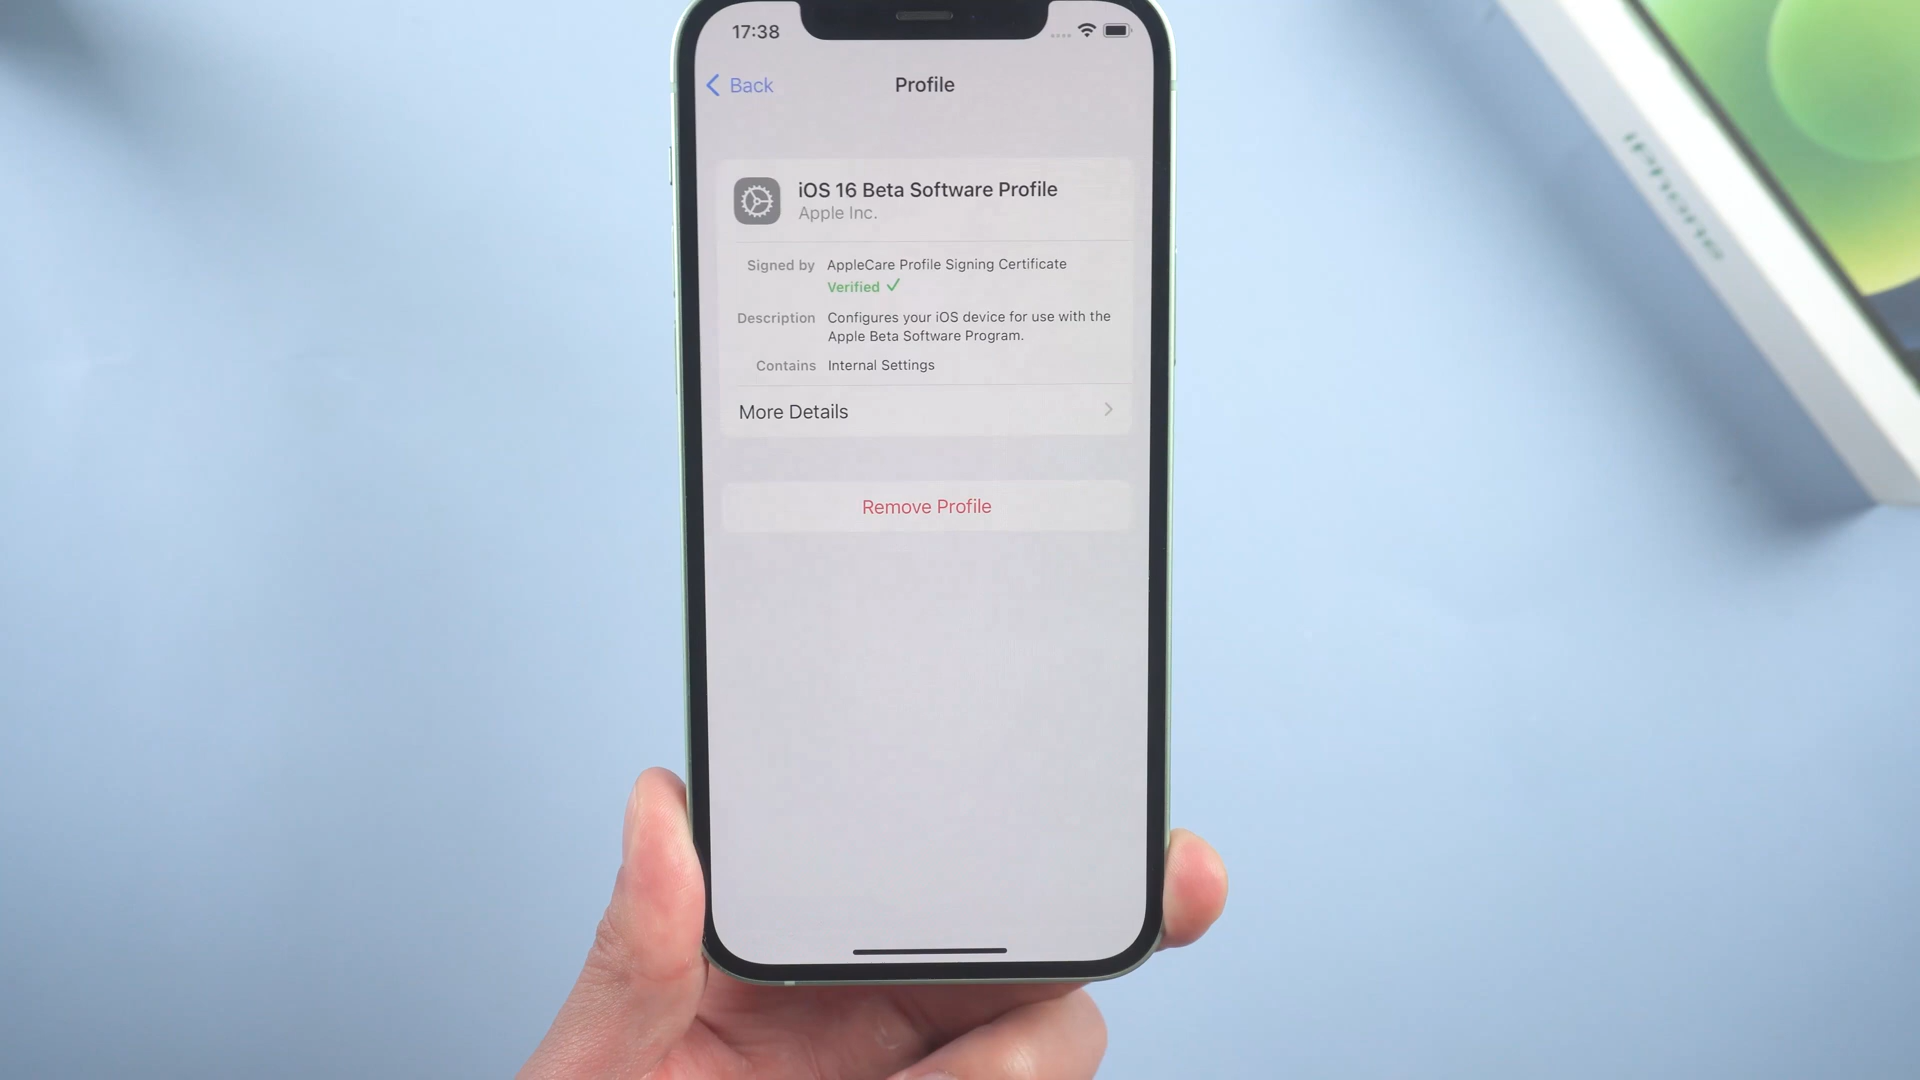 17:38
Back
Profile
iOS 16 Beta Software Profile
Apple Inc.
Signed by AppleCare Profile Signing Certificate
Verified ✓
Description Configures your iOS device for use with the
Apple Beta Software Program.
Contains Internal Settings
More Details
Remove Profile
iPhone